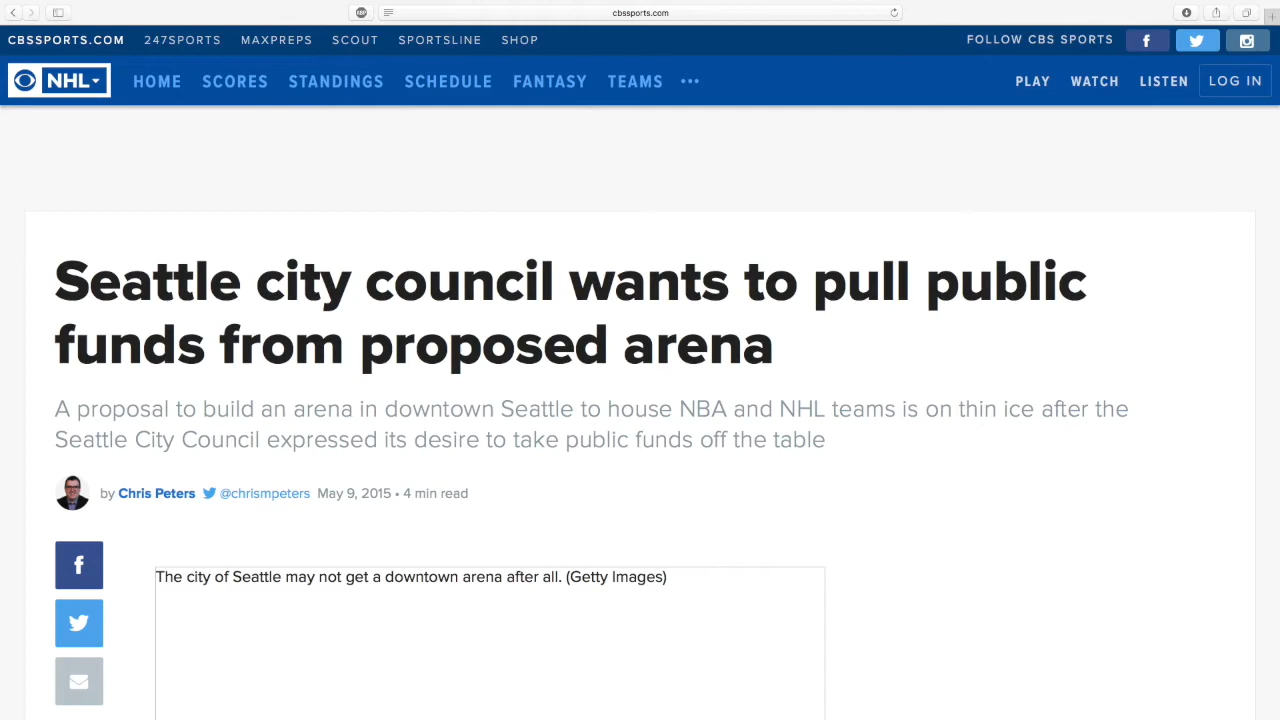 cbssports.com
CBSSPORTS.COM 247SPORTS MAXPREPS SCOUT SPORTSLINE SHOP FOLLOW CBS SPORTS
NHL HOME SCORES STANDINGS SCHEDULE FANTASY TEAMS ••• PLAY WATCH LISTEN LOG IN
Seattle city council wants to pull public
funds from proposed arena
A proposal to build an arena in downtown Seattle to house NBA and NHL teams is on thin ice after the
Seattle City Council expressed its desire to take public funds off the table
by Chris Peters @chrismpeters May 9, 2015 • 4 min read
The city of Seattle may not get a downtown arena after all. (Getty Images)